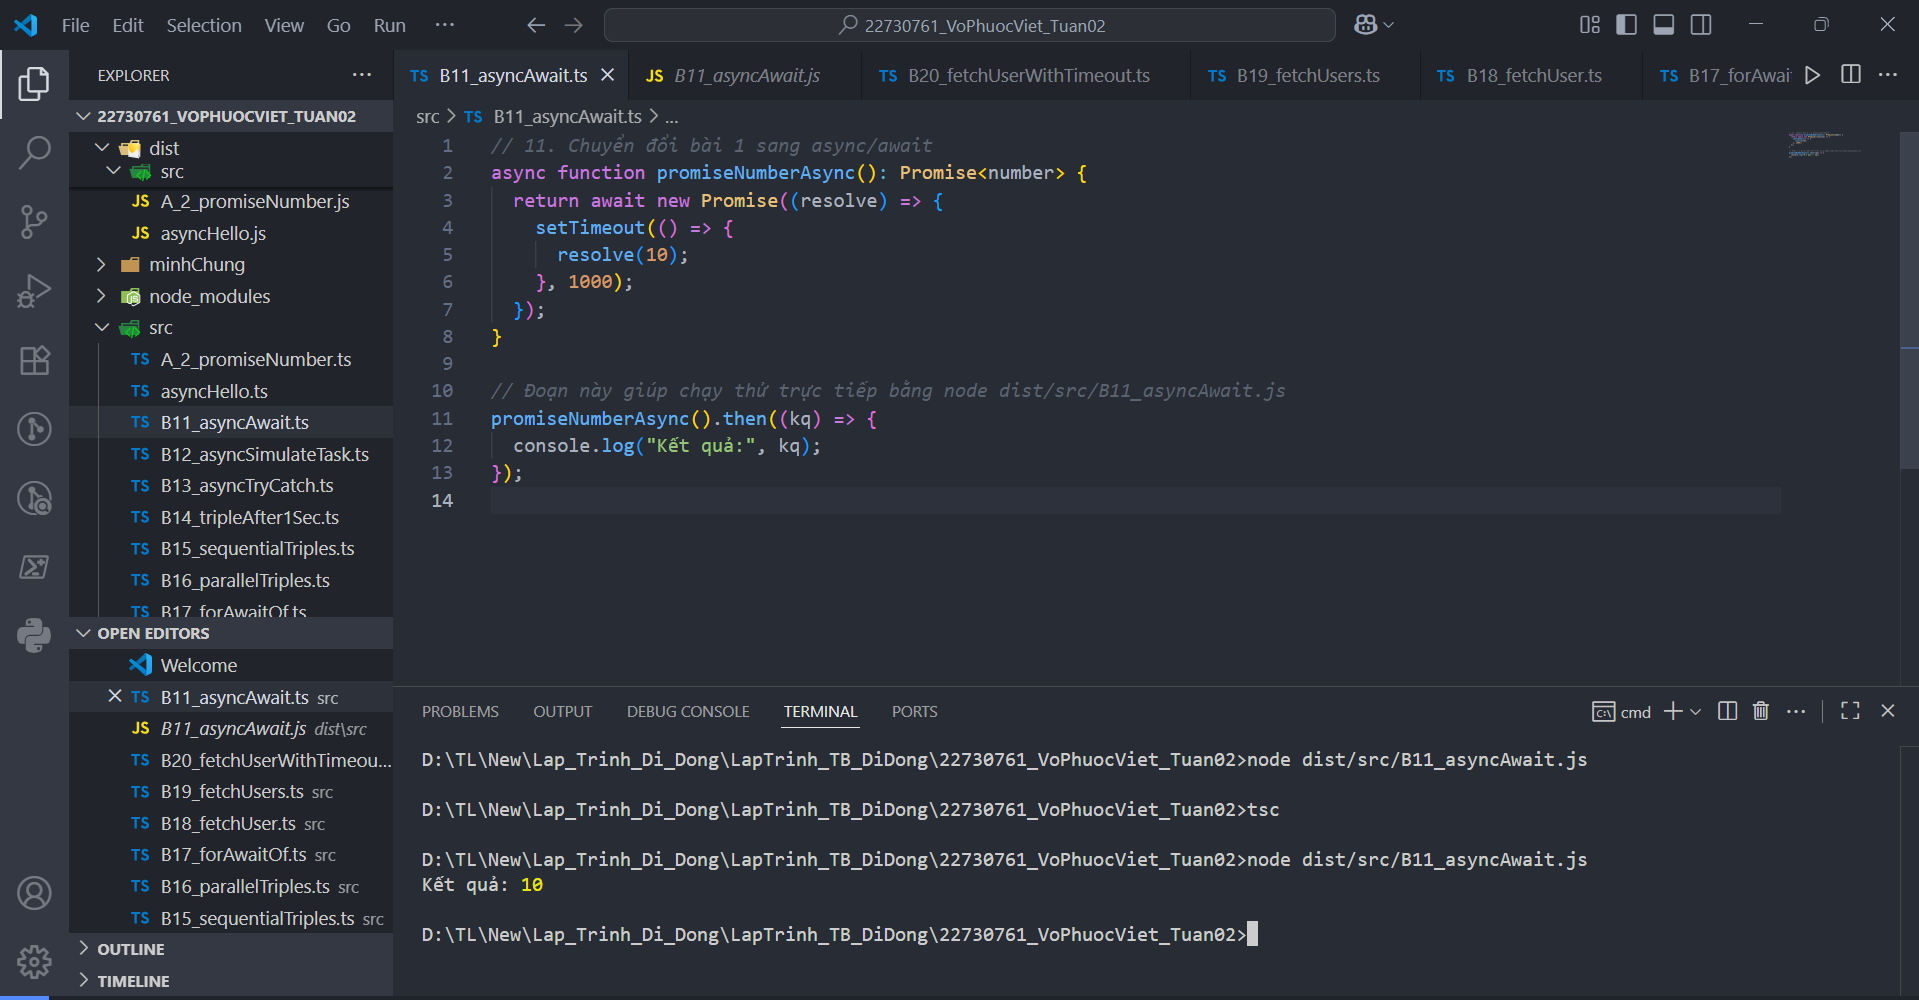 File Edit Selection View Go Run ···
22730761_VoPhuocViet_Tuan02
EXPLORER ···
22730761_VOPHUOCVIET_TUAN02
dist
src
JS A_2_promiseNumber.js
JS asyncHello.js
minhChung
node_modules
src
TS A_2_promiseNumber.ts
TS asyncHello.ts
TS B11_asyncAwait.ts
TS B12_asyncSimulateTask.ts
TS B13_asyncTryCatch.ts
TS B14_tripleAfter1Sec.ts
TS B15_sequentialTriples.ts
TS B16_parallelTriples.ts
TS B17_forAwaitOf.ts
OPEN EDITORS
Welcome
TS B11_asyncAwait.ts src
JS B11_asyncAwait.js dist\src
TS B20_fetchUserWithTimeou...
TS B19_fetchUsers.ts src
TS B18_fetchUser.ts src
TS B17_forAwaitOf.ts src
TS B16_parallelTriples.ts src
TS B15_sequentialTriples.ts src
OUTLINE
TIMELINE
TS B11_asyncAwait.ts JS B11_asyncAwait.js TS B20_fetchUserWithTimeout.ts TS B19_fetchUsers.ts TS B18_fetchUser.ts TS B17_forAwai
src > TS B11_asyncAwait.ts > ...
1 // 11. Chuyển đổi bài 1 sang async/await
2 async function promiseNumberAsync(): Promise<number> {
3 return await new Promise((resolve) => {
4 setTimeout(() => {
5 resolve(10);
6 }, 1000);
7 });
8 }
9
10 // Đoạn này giúp chạy thử trực tiếp bằng node dist/src/B11_asyncAwait.js
11 promiseNumberAsync().then((kq) => {
12 console.log("Kết quả:", kq);
13 });
14
PROBLEMS OUTPUT DEBUG CONSOLE TERMINAL PORTS cmd
D:\TL\New\Lap_Trinh_Di_Dong\LapTrinh_TB_DiDong\22730761_VoPhuocViet_Tuan02>node dist/src/B11_asyncAwait.js
D:\TL\New\Lap_Trinh_Di_Dong\LapTrinh_TB_DiDong\22730761_VoPhuocViet_Tuan02>tsc
D:\TL\New\Lap_Trinh_Di_Dong\LapTrinh_TB_DiDong\22730761_VoPhuocViet_Tuan02>node dist/src/B11_asyncAwait.js
Kết quả: 10
D:\TL\New\Lap_Trinh_Di_Dong\LapTrinh_TB_DiDong\22730761_VoPhuocViet_Tuan02>